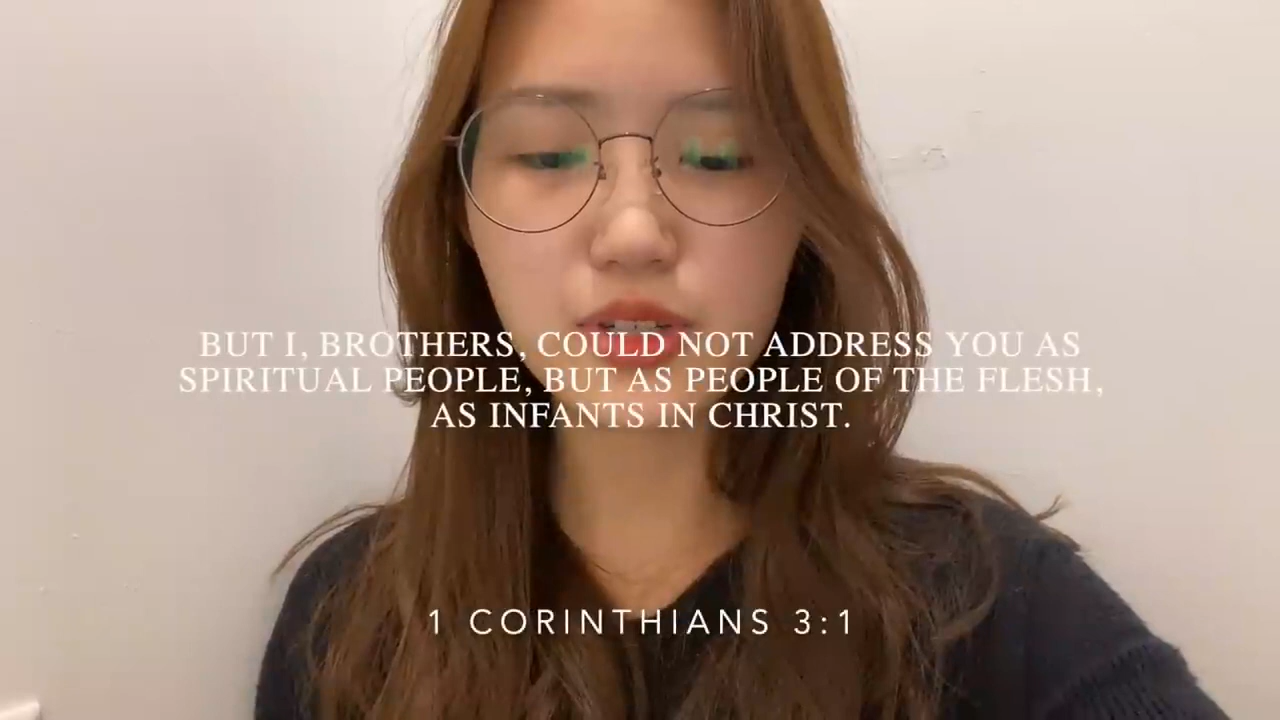 BUT I, BROTHERS, COULD NOT ADDRESS YOU AS
SPIRITUAL PEOPLE, BUT AS PEOPLE OF THE FLESH,
AS INFANTS IN CHRIST.
1 CORINTHIANS 3:1